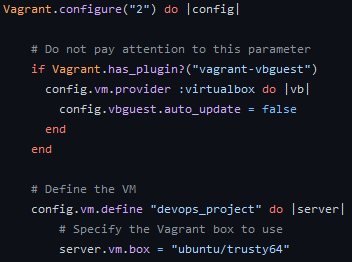 Vagrant.configure("2") do |config|
# Do not pay attention to this parameter
if Vagrant.has_plugin?("vagrant-vbguest")
config.vm.provider :virtualbox do |vb|
config.vbguest.auto_update = false
end
end
# Define the VM
config.vm.define "devops_project" do |server|
# Specify the Vagrant box to use
server.vm.box = "ubuntu/trusty64"